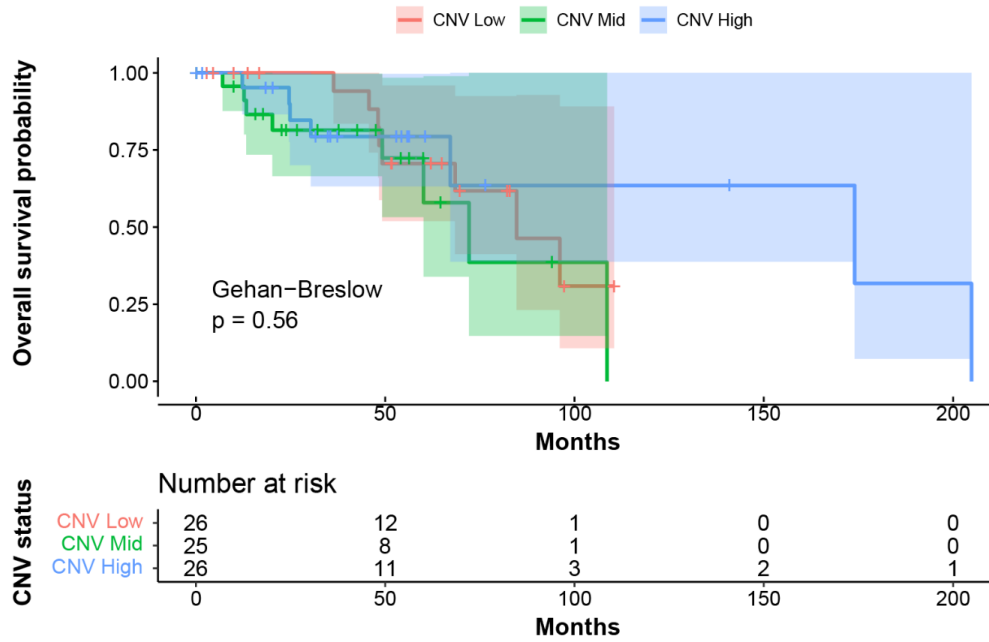 CNV Low CNV Mid CNV High
Overall survival probability
1.00
0.75
0.50
0.25
0.00
Gehan−Breslow
p = 0.56
0 50 100 150 200
Months
Number at risk
CNV status
CNV Low 26 12 1 0 0
CNV Mid 25 8 1 0 0
CNV High 26 11 3 2 1
0 50 100 150 200
Months